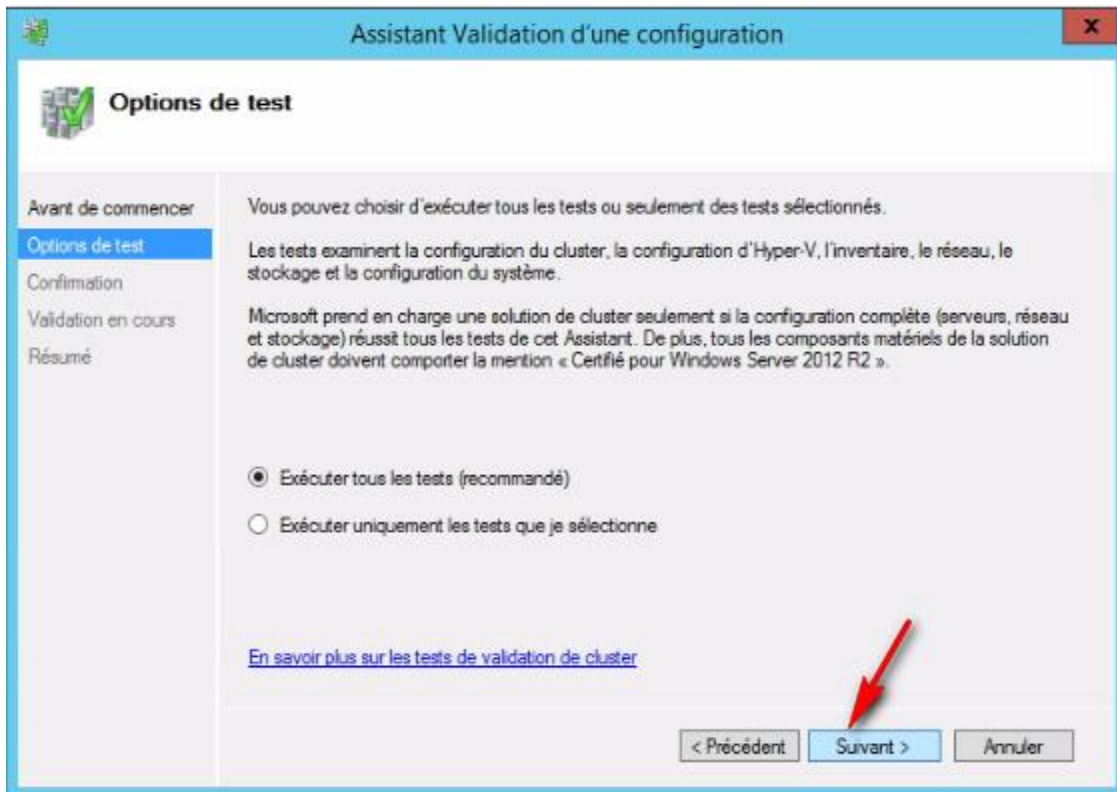 Assistant Validation d'une configuration
x
Options de test
Avant de commencer
Options de test
Confirmation
Validation en cours
Résumé
Vous pouvez choisir d'exécuter tous les tests ou seulement des tests sélectionnés.
Les tests examinent la configuration du cluster, la configuration d'Hyper-V, l'inventaire, le réseau, le
stockage et la configuration du système.
Microsoft prend en charge une solution de cluster seulement si la configuration complète (serveurs, réseau
et stockage) réussit tous les tests de cet Assistant. De plus, tous les composants matériels de la solution
de cluster doivent comporter la mention « Certifié pour Windows Server 2012 R2 ».
Exécuter tous les tests (recommandé)
Exécuter uniquement les tests que je sélectionne
En savoir plus sur les tests de validation de cluster
< Précédent
Suivant >
Annuler